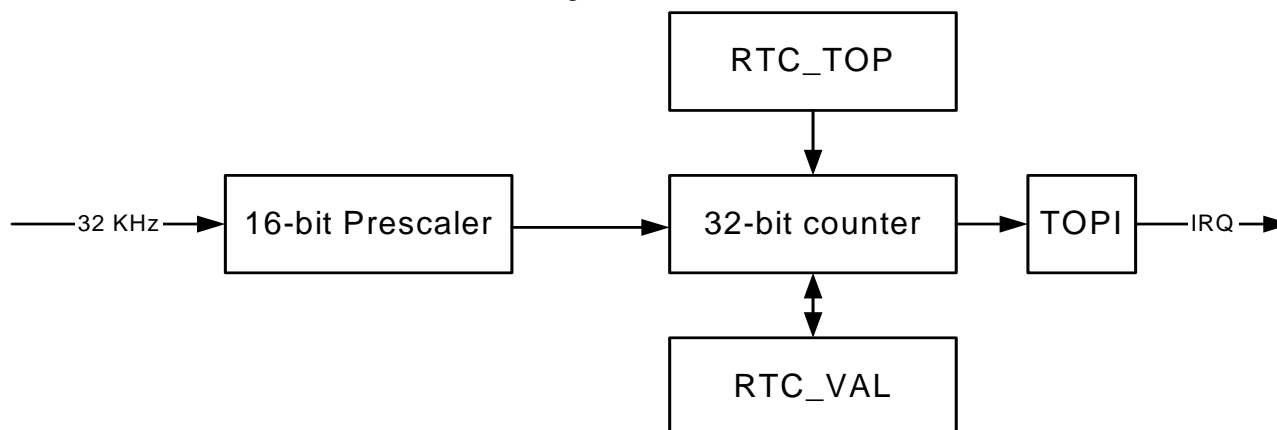 RTC_TOP
32 KHz
16-bit Prescaler
32-bit counter
TOPI
IRQ
RTC_VAL